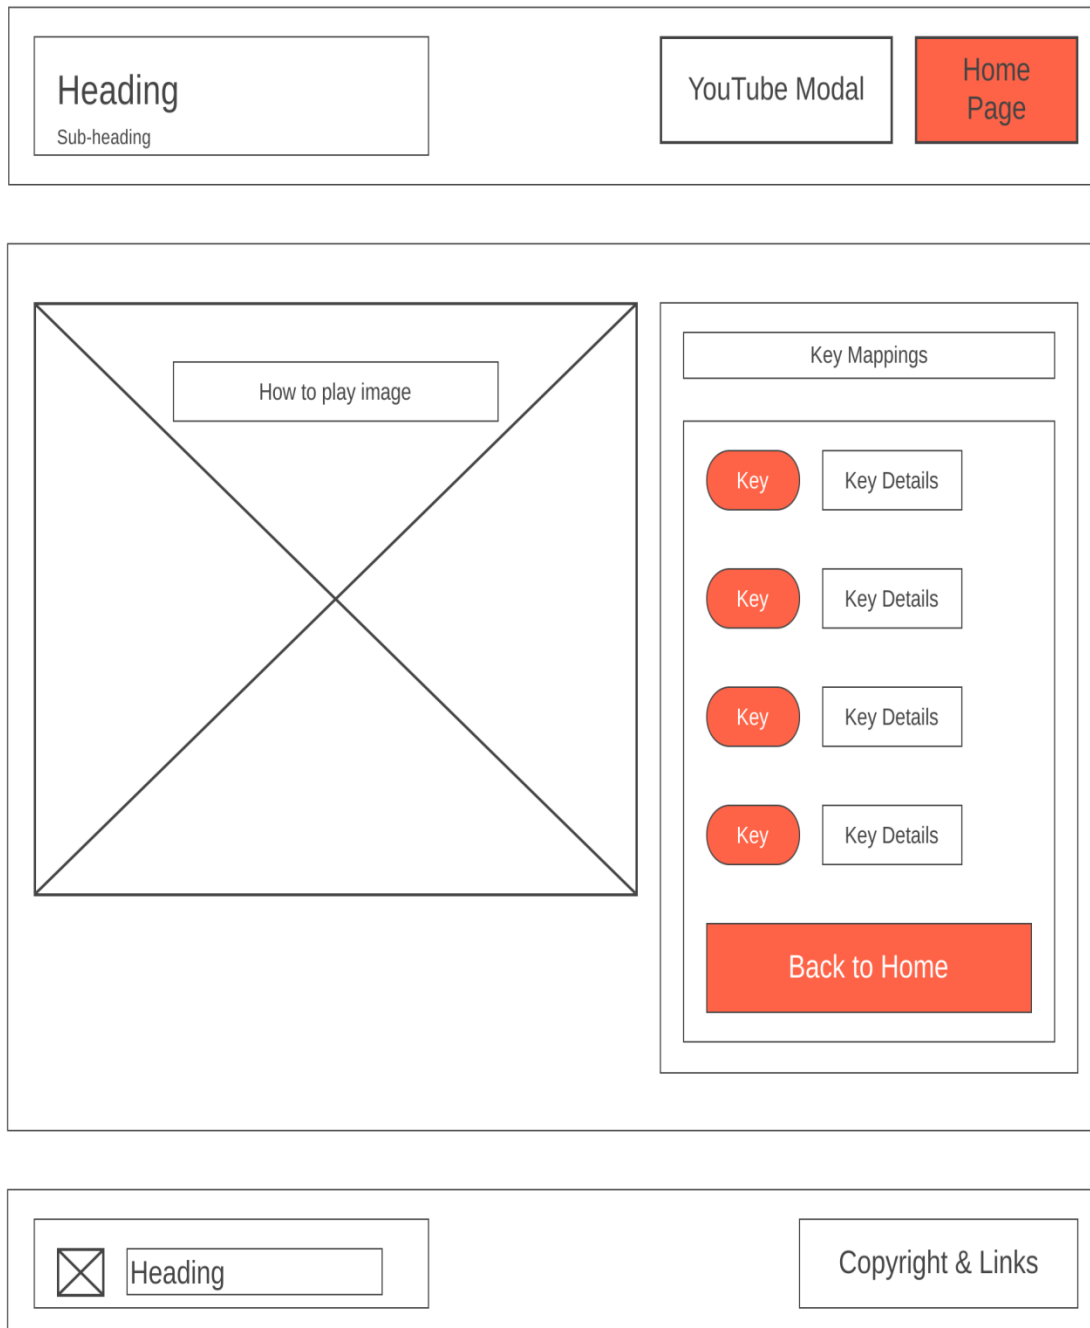 Heading
Sub-heading
YouTube Modal
Home
Page
How to play image
Key Mappings
Key
Key Details
Key
Key Details
Key
Key Details
Key
Key Details
Back to Home
Heading
Copyright & Links